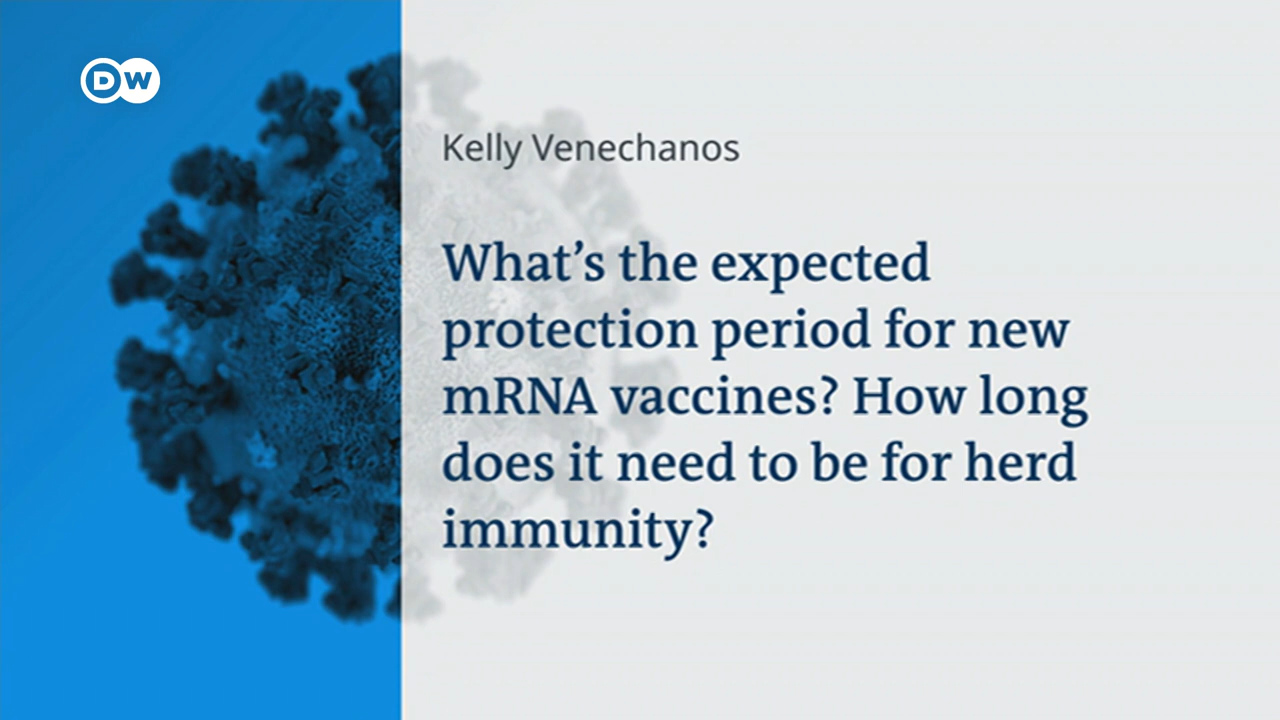 DW
Kelly Venechanos
What’s the expected
protection period for new
mRNA vaccines? How long
does it need to be for herd
immunity?